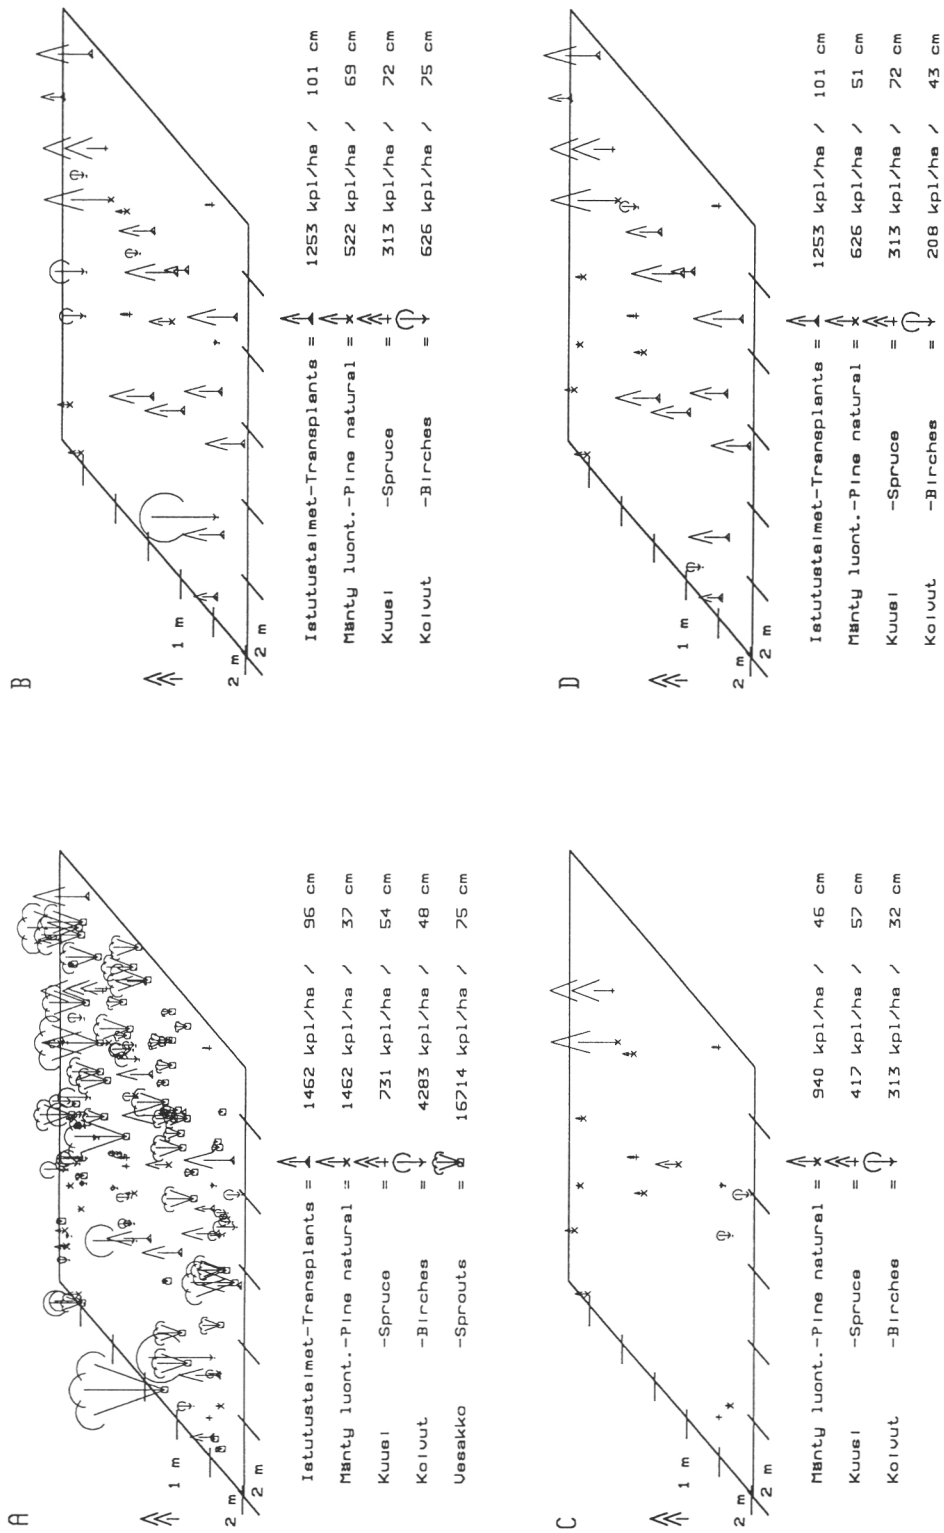 A
1 m
2 m
2 m
Istutustaimet-Transplants = 1462 kpl/ha / 96 cm
Mänty luont.-Pine natural = 1462 kpl/ha / 37 cm
Kuusi -Spruce = 731 kpl/ha / 54 cm
Koivut -Birches = 4283 kpl/ha / 48 cm
Vesakko -Sprouts = 16714 kpl/ha / 75 cm
B
1 m
2 m
2 m
Istutustaimet-Transplants = 1253 kpl/ha / 101 cm
Mänty luont.-Pine natural = 522 kpl/ha / 69 cm
Kuusi -Spruce = 313 kpl/ha / 72 cm
Koivut -Birches = 626 kpl/ha / 75 cm
C
1 m
2 m
2 m
Mänty luont.-Pine natural = 940 kpl/ha / 46 cm
Kuusi -Spruce = 417 kpl/ha / 57 cm
Koivut -Birches = 313 kpl/ha / 32 cm
D
1 m
2 m
2 m
Istutustaimet-Transplants = 1253 kpl/ha / 101 cm
Mänty luont.-Pine natural = 626 kpl/ha / 51 cm
Kuusi -Spruce = 313 kpl/ha / 72 cm
Koivut -Birches = 208 kpl/ha / 43 cm